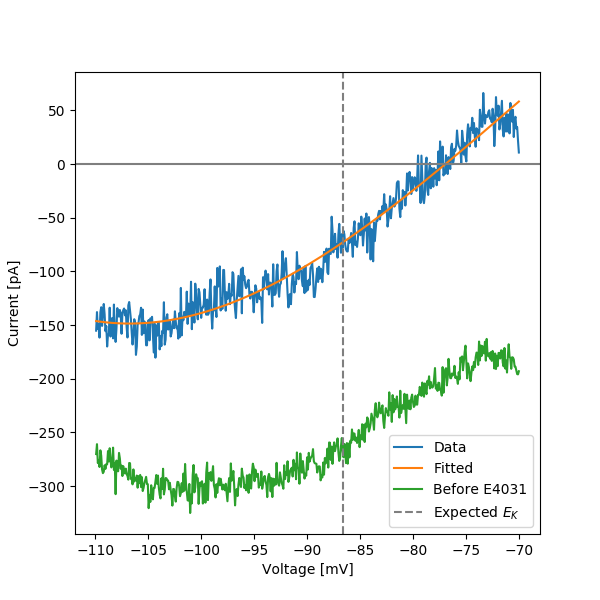 50
0
−50
−100
−150
−200
−250
−300
Current [pA]
−110 −105 −100 −95 −90 −85 −80 −75 −70
Voltage [mV]
Data
Fitted
Before E4031
Expected E_K